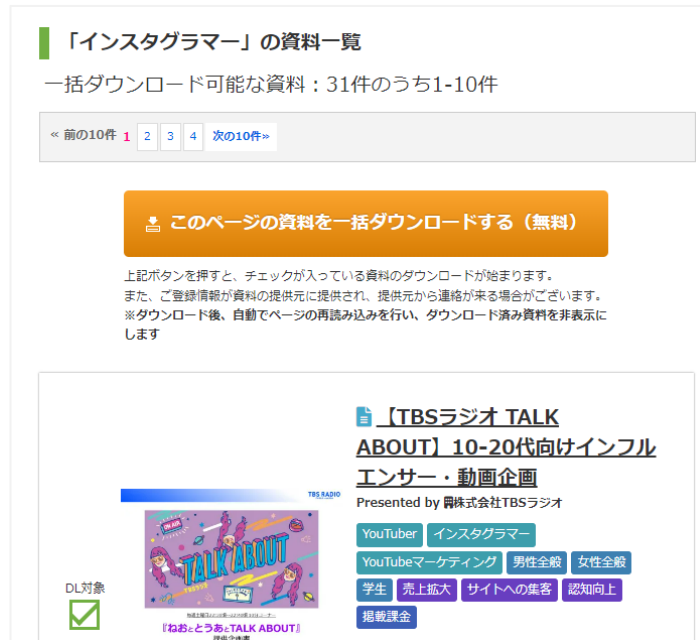 「インスタグラマー」の資料一覧
一括ダウンロード可能な資料：31件のうち1-10件
« 前の10件 1 2 3 4 次の10件»
このページの資料を一括ダウンロードする（無料）
上記ボタンを押すと、チェックが入っている資料のダウンロードが始まります。
また、ご登録情報が資料の提供元に提供され、提供元から連絡が来る場合がございます。
※ダウンロード後、自動でページの再読み込みを行い、ダウンロード済み資料を非表示に
します
DL対象
TBS RADIO
ON AIR
TALK ABOUT
『ねおととうあとTALK ABOUT』
【TBSラジオ TALK
ABOUT】10-20代向けインフル
エンサー・動画企画
Presented by 株式会社TBSラジオ
YouTuber インスタグラマー
YouTubeマーケティング 男性全般 女性全般
学生 売上拡大 サイトへの集客 認知向上
掲載課金